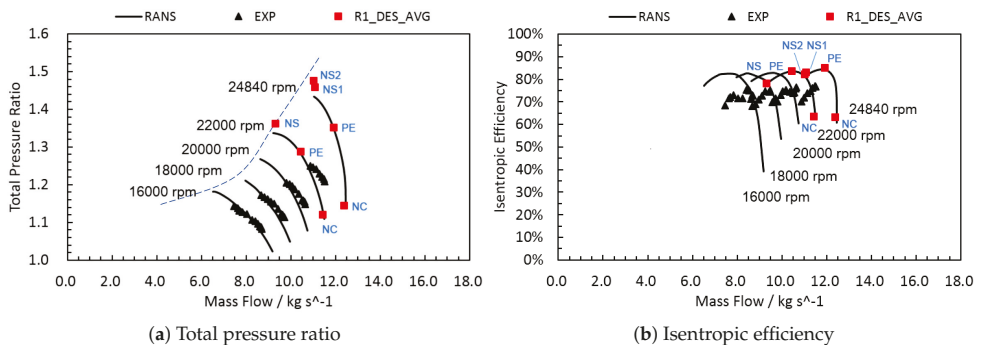 RANS EXP R1_DES_AVG
1.6
1.5
1.4
1.3
1.2
1.1
1.0
Total Pressure Ratio
NS2
24840 rpm
NS1
NS
22000 rpm
PE
20000 rpm
PE
18000 rpm
16000 rpm
NC
NC
0.0 2.0 4.0 6.0 8.0 10.0 12.0 14.0 16.0 18.0
Mass Flow / kg s^-1
(a) Total pressure ratio
RANS EXP R1_DES_AVG
100%
90%
80%
70%
60%
50%
40%
30%
20%
10%
0%
Isentropic Efficiency
NS2 NS1
NS PE PE
24840 rpm
NC NC
22000 rpm
20000 rpm
18000 rpm
16000 rpm
0.0 2.0 4.0 6.0 8.0 10.0 12.0 14.0 16.0 18.0
Mass Flow / kg s^-1
(b) Isentropic efficiency